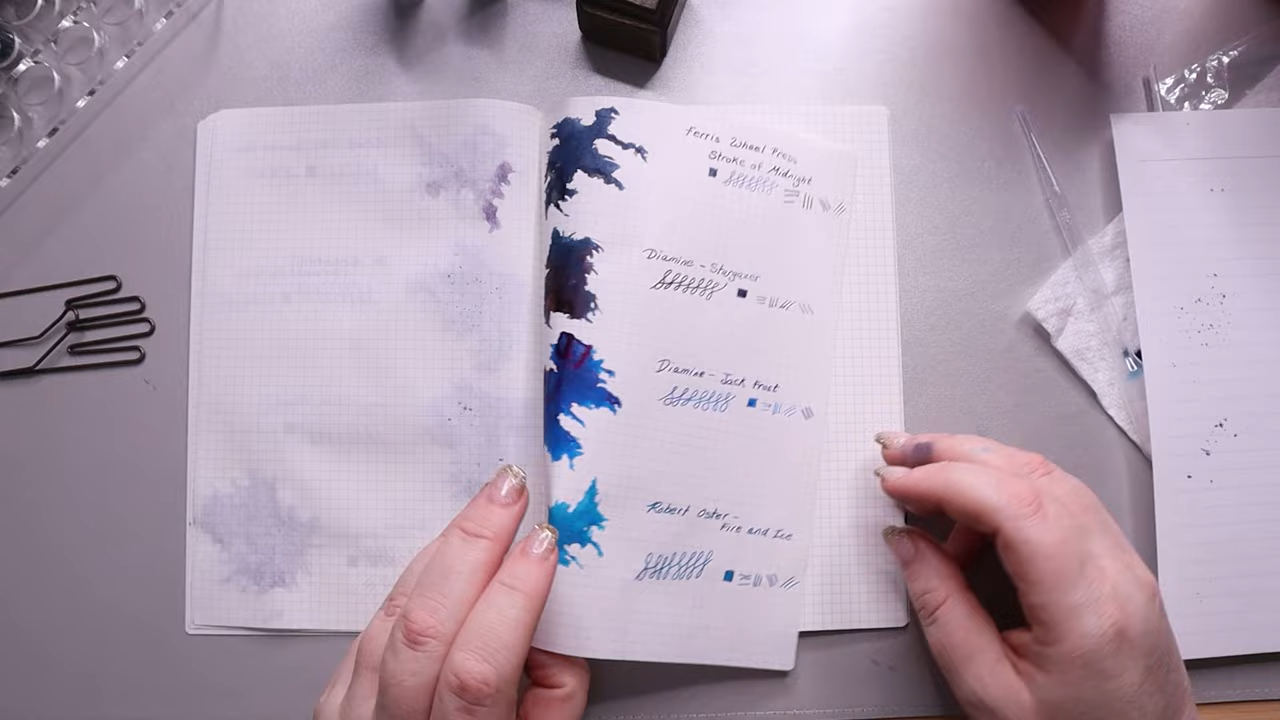 Ferris Wheel Press
Stroke of Midnight
Diamine - Stargazer
Diamine - Jack Frost
Robert Oster -
Fire and Ice